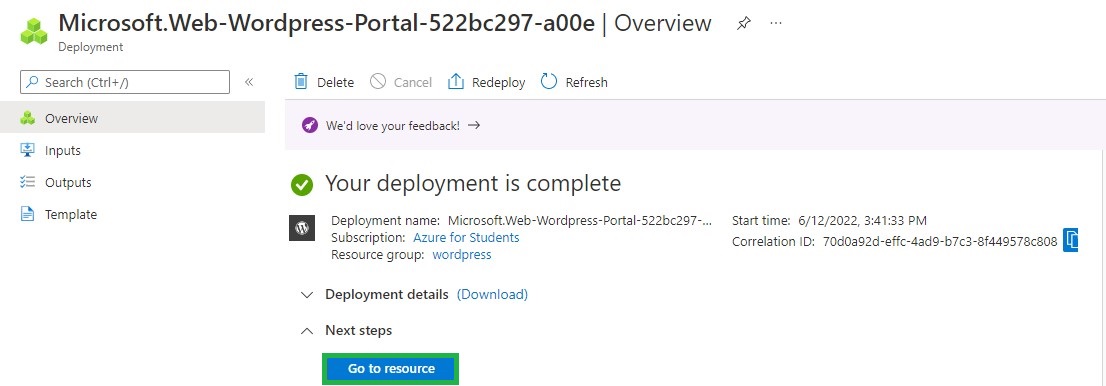 Microsoft.Web-Wordpress-Portal-522bc297-a00e | Overview
Deployment
Search (Ctrl+/)
Delete
Cancel
Redeploy
Refresh
Overview
Inputs
Outputs
Template
We'd love your feedback!
Your deployment is complete
Deployment name: Microsoft.Web-Wordpress-Portal-522bc297-...
Subscription: Azure for Students
Resource group: wordpress
Start time: 6/12/2022, 3:41:33 PM
Correlation ID: 70d0a92d-effc-4ad9-b7c3-8f449578c808
Deployment details (Download)
Next steps
Go to resource